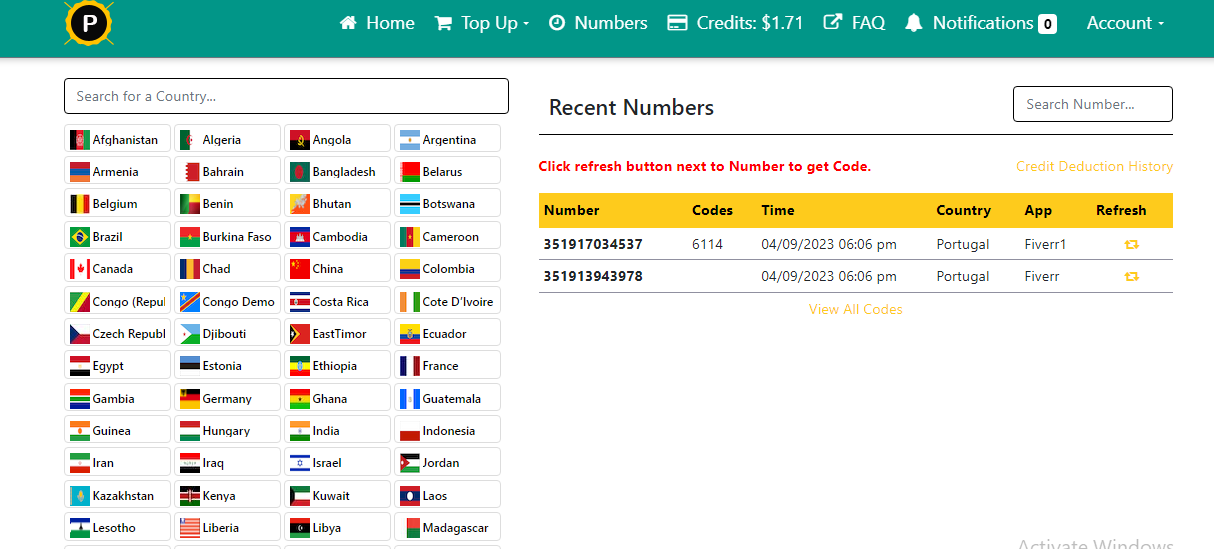 P Home Top Up Numbers Credits: $1.71 FAQ Notifications 0 Account
Search for a Country...
Afghanistan Algeria Angola Argentina
Armenia Bahrain Bangladesh Belarus
Belgium Benin Bhutan Botswana
Brazil Burkina Faso Cambodia Cameroon
Canada Chad China Colombia
Congo (Repul Congo Demo Costa Rica Cote D'Ivoire
Czech Republ Djibouti EastTimor Ecuador
Egypt Estonia Ethiopia France
Gambia Germany Ghana Guatemala
Guinea Hungary India Indonesia
Iran Iraq Israel Jordan
Kazakhstan Kenya Kuwait Laos
Lesotho Liberia Libya Madagascar
Recent Numbers Search Number...
Click refresh button next to Number to get Code. Credit Deduction History
Number Codes Time Country App Refresh
351917034537 6114 04/09/2023 06:06 pm Portugal Fiverr1
351913943978 04/09/2023 06:06 pm Portugal Fiverr
View All Codes
Activate Windows